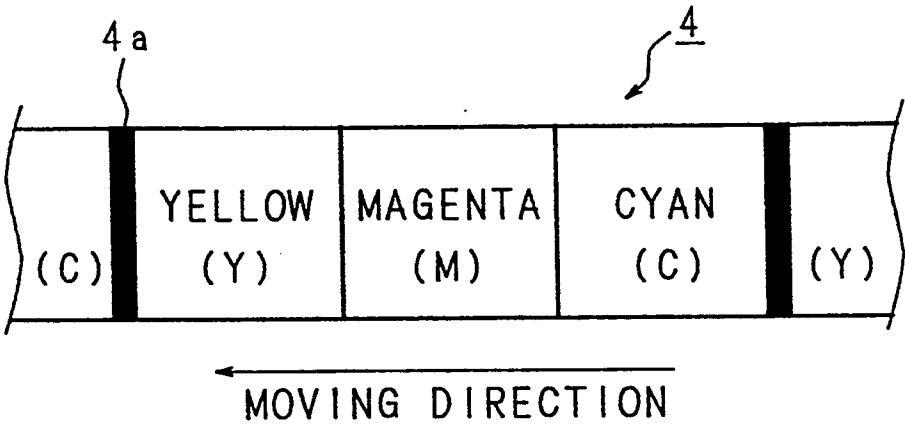 4a
4
YELLOW MAGENTA CYAN
(C) (Y) (M) (C) (Y)
MOVING DIRECTION